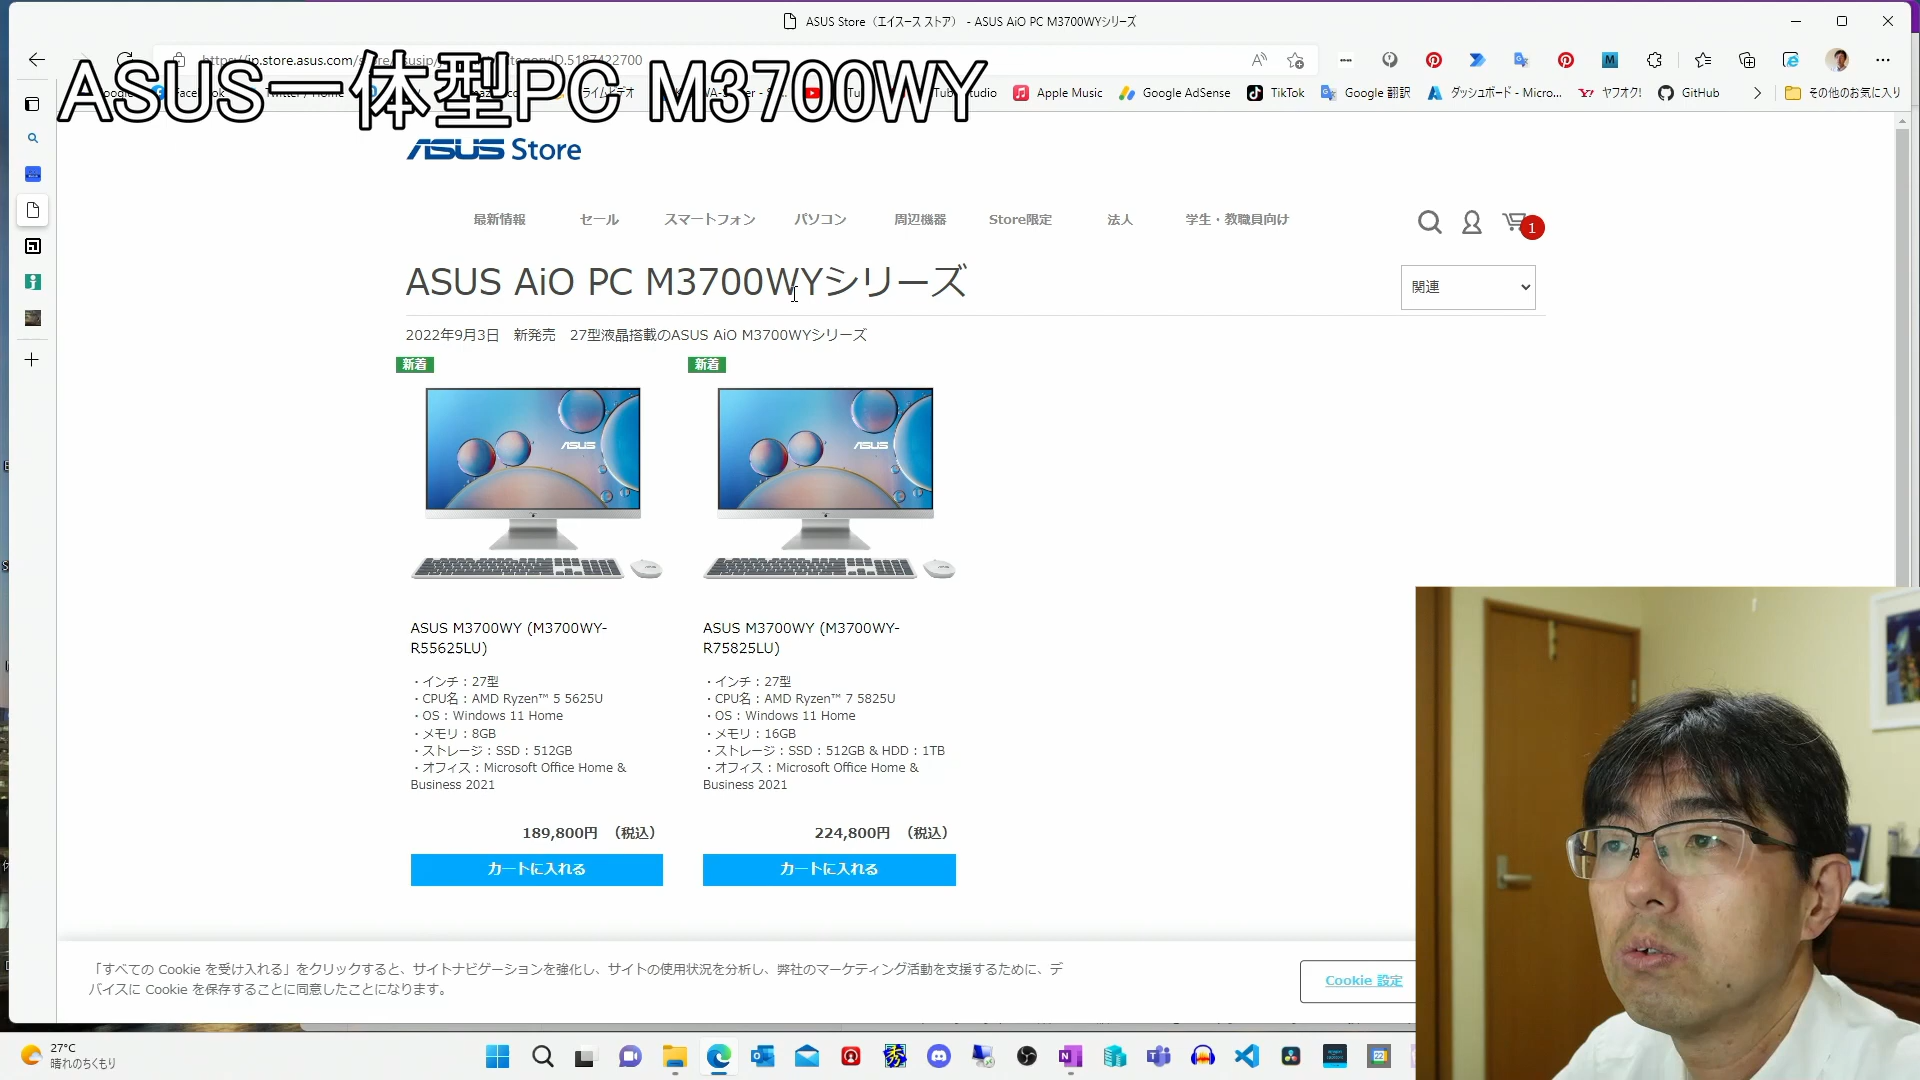 ASUS Store（エイスース ストア） - ASUS AiO PC M3700WYシリーズ
ASUS一体型PC M3700WY
Apple Music
Google AdSense
TikTok
Google 翻訳
ダッシュボード - Micro...
ヤフオク!
GitHub
その他のお気に入り
ASUS Store
最新情報 セール スマートフォン パソコン 周辺機器 Store限定 法人 学生・教職員向け
1
ASUS AiO PC M3700WYシリーズ
関連
2022年9月3日 新発売 27型液晶搭載のASUS AiO M3700WYシリーズ
新着
ASUS
ASUS M3700WY (M3700WY-
R55625LU)
・インチ：27型
・CPU名：AMD Ryzen™ 5 5625U
・OS：Windows 11 Home
・メモリ：8GB
・ストレージ：SSD：512GB
・オフィス：Microsoft Office Home &
Business 2021
189,800円 （税込）
カートに入れる
新着
ASUS
ASUS M3700WY (M3700WY-
R75825LU)
・インチ：27型
・CPU名：AMD Ryzen™ 7 5825U
・OS：Windows 11 Home
・メモリ：16GB
・ストレージ：SSD：512GB & HDD：1TB
・オフィス：Microsoft Office Home &
Business 2021
224,800円 （税込）
カートに入れる
「すべての Cookie を受け入れる」をクリックすると、サイトナビゲーションを強化し、サイトの使用状況を分析し、弊社のマーケティング活動を支援するために、デ
バイスに Cookie を保存することに同意したことになります。
Cookie 設定
27°C
晴れのちくもり